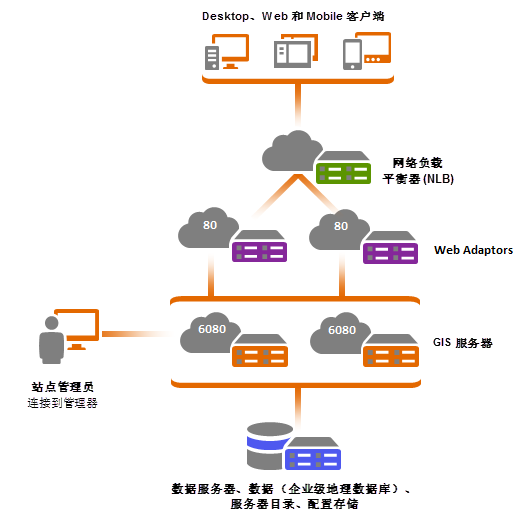 Desktop、Web 和 Mobile 客户端
网络负载
平衡器 (NLB)
80
80
Web Adaptors
6080
6080
GIS 服务器
站点管理员
连接到管理器
数据服务器、数据（企业级地理数据库）、
服务器目录、配置存储